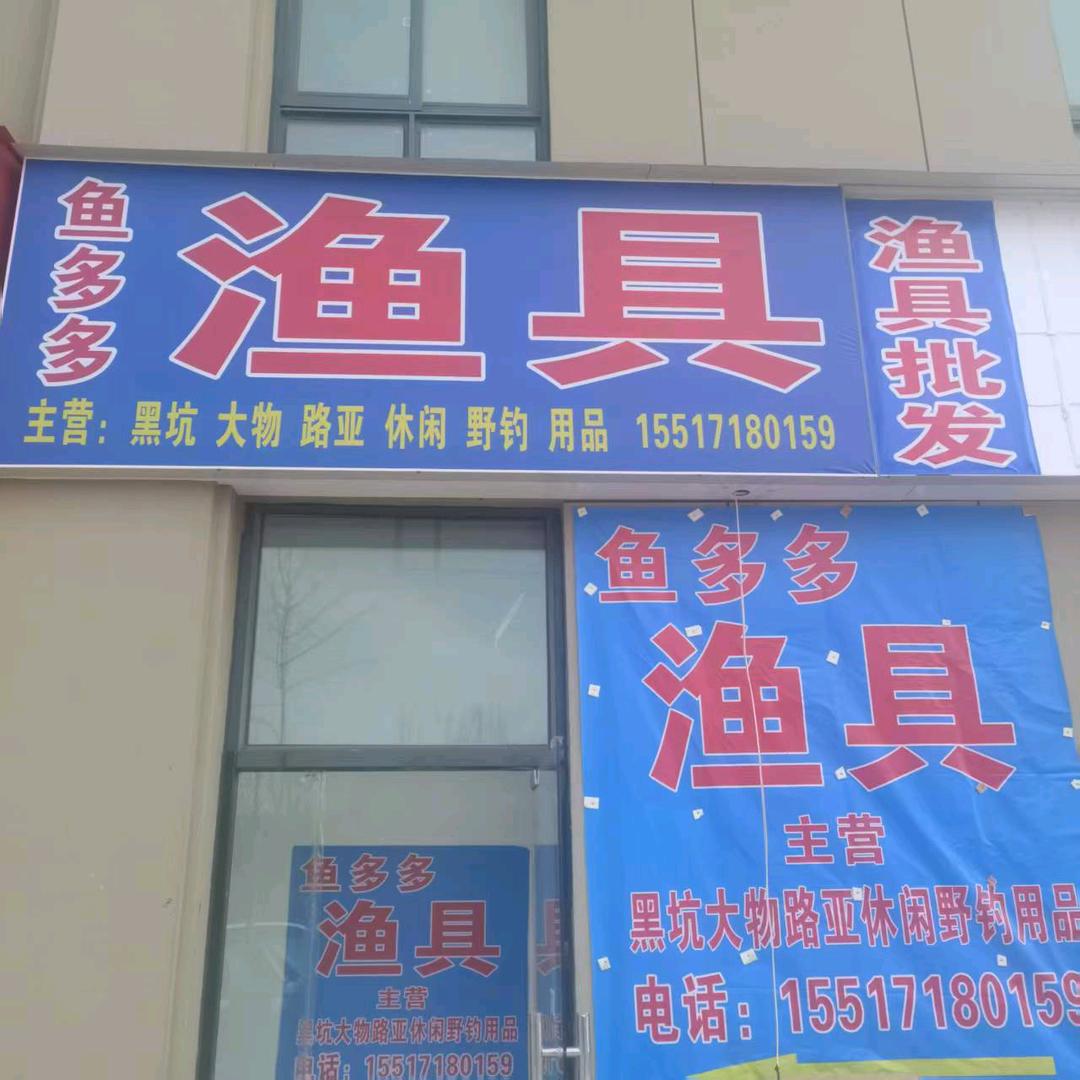 鱼多多
渔具
主营：黑坑 大物 路亚 休闲 野钓 用品 15517180159
渔具批发
鱼多多
渔具
主营
黑坑大物路亚休闲野钓用品
电话：15517180159
鱼多多
渔具
主营
黑坑大物路亚休闲野钓用品
电话：15517180159